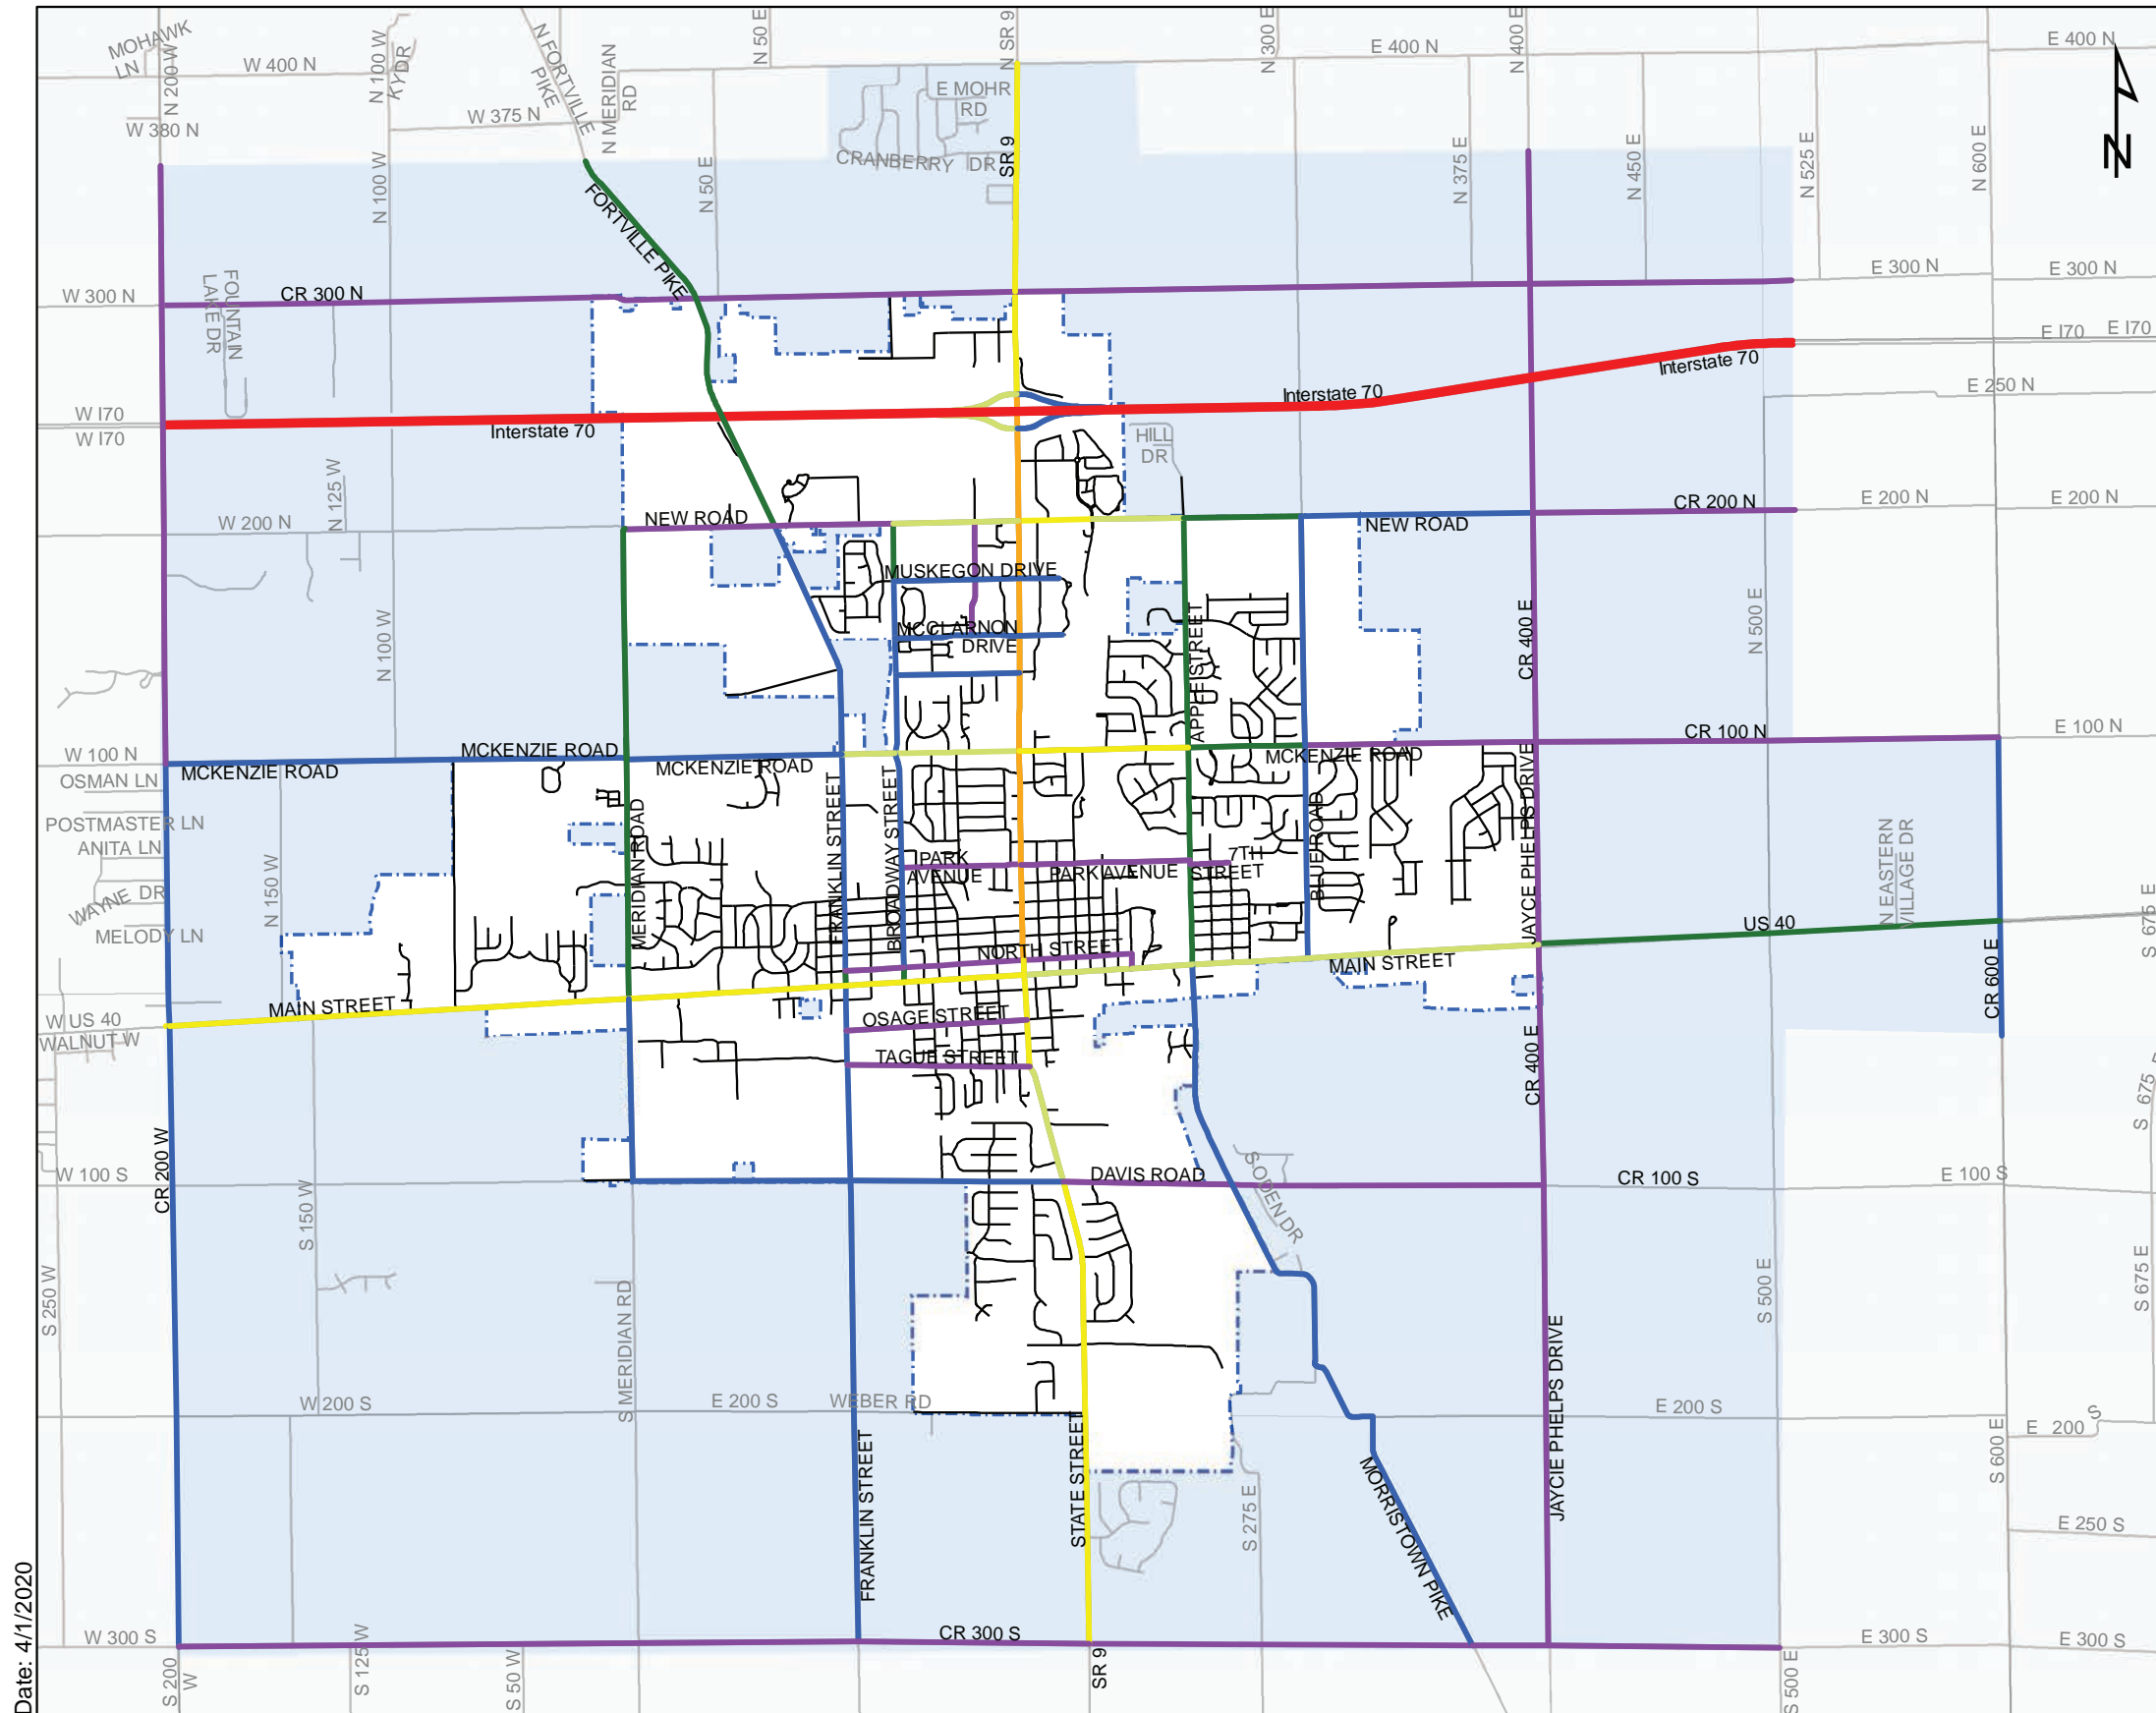 MOHAWK
LN
N 200 W
W 400 N
N 100 W
KY DR
N FORTVILLE
PIKE
N MERIDIAN
RD
N 50 E
N SR 9
N 300 E
E 400 N
N 400 E
E 400 N
W 380 N
W 375 N
E MOHR
RD
CRANBERRY DR
SR 9
N 100 W
N 50 E
N 375 E
N 450 E
N 525 E
N 600 E
N
FORTVILLE PIKE
W 300 N
CR 300 N
FOUNTAIN
LAKE DR
E 300 N
E 300 N
E I70
E I70
Interstate 70
Interstate 70
E 250 N
W I70
W I70
Interstate 70
HILL
DR
N 125 W
W 200 N
NEW ROAD
NEW ROAD
CR 200 N
E 200 N
E 200 N
MUSKEGON DRIVE
MCCLARNON
DRIVE
N 100 W
APPLE STREET
CR 400 E
N 500 E
W 100 N
MCKENZIE ROAD
MCKENZIE ROAD
MCKENZIE ROAD
MCKENZIE ROAD
CR 100 N
E 100 N
OSMAN LN
POSTMASTER LN
ANITA LN
WAYNE DR
MELODY LN
N 150 W
MERIDIAN ROAD
FRANKLIN STREET
BROADWAY STREET
PARK
AVENUE
PARK AVENUE
7TH
STREET
BLUE ROAD
JAYCE PHELPS DRIVE
N EASTERN
VILLAGE DR
US 40
S 675 E
NORTH STREET
MAIN STREET
MAIN STREET
CR 600 E
W US 40
WALNUT W
OSAGE STREET
TAGUE STREET
CR 400 E
S 675
CR 200 W
W 100 S
S 150 W
DAVIS ROAD
SODEN DR
CR 100 S
E 100 S
S 250 W
S MERIDIAN RD
S 500 E
S 675 E
W 200 S
E 200 S
WEBER RD
E 200 S
E 200 S
STATE STREET
FRANKLIN STREET
S 275 E
MORRISTOWN PIKE
JAYCIE PHELPS DRIVE
S 600 E
E 250 S
Date: 4/1/2020
W 300 S
CR 300 S
E 300 S
E 300 S
S 200
W
S 125 W
S 50 W
SR 9
S 500 E